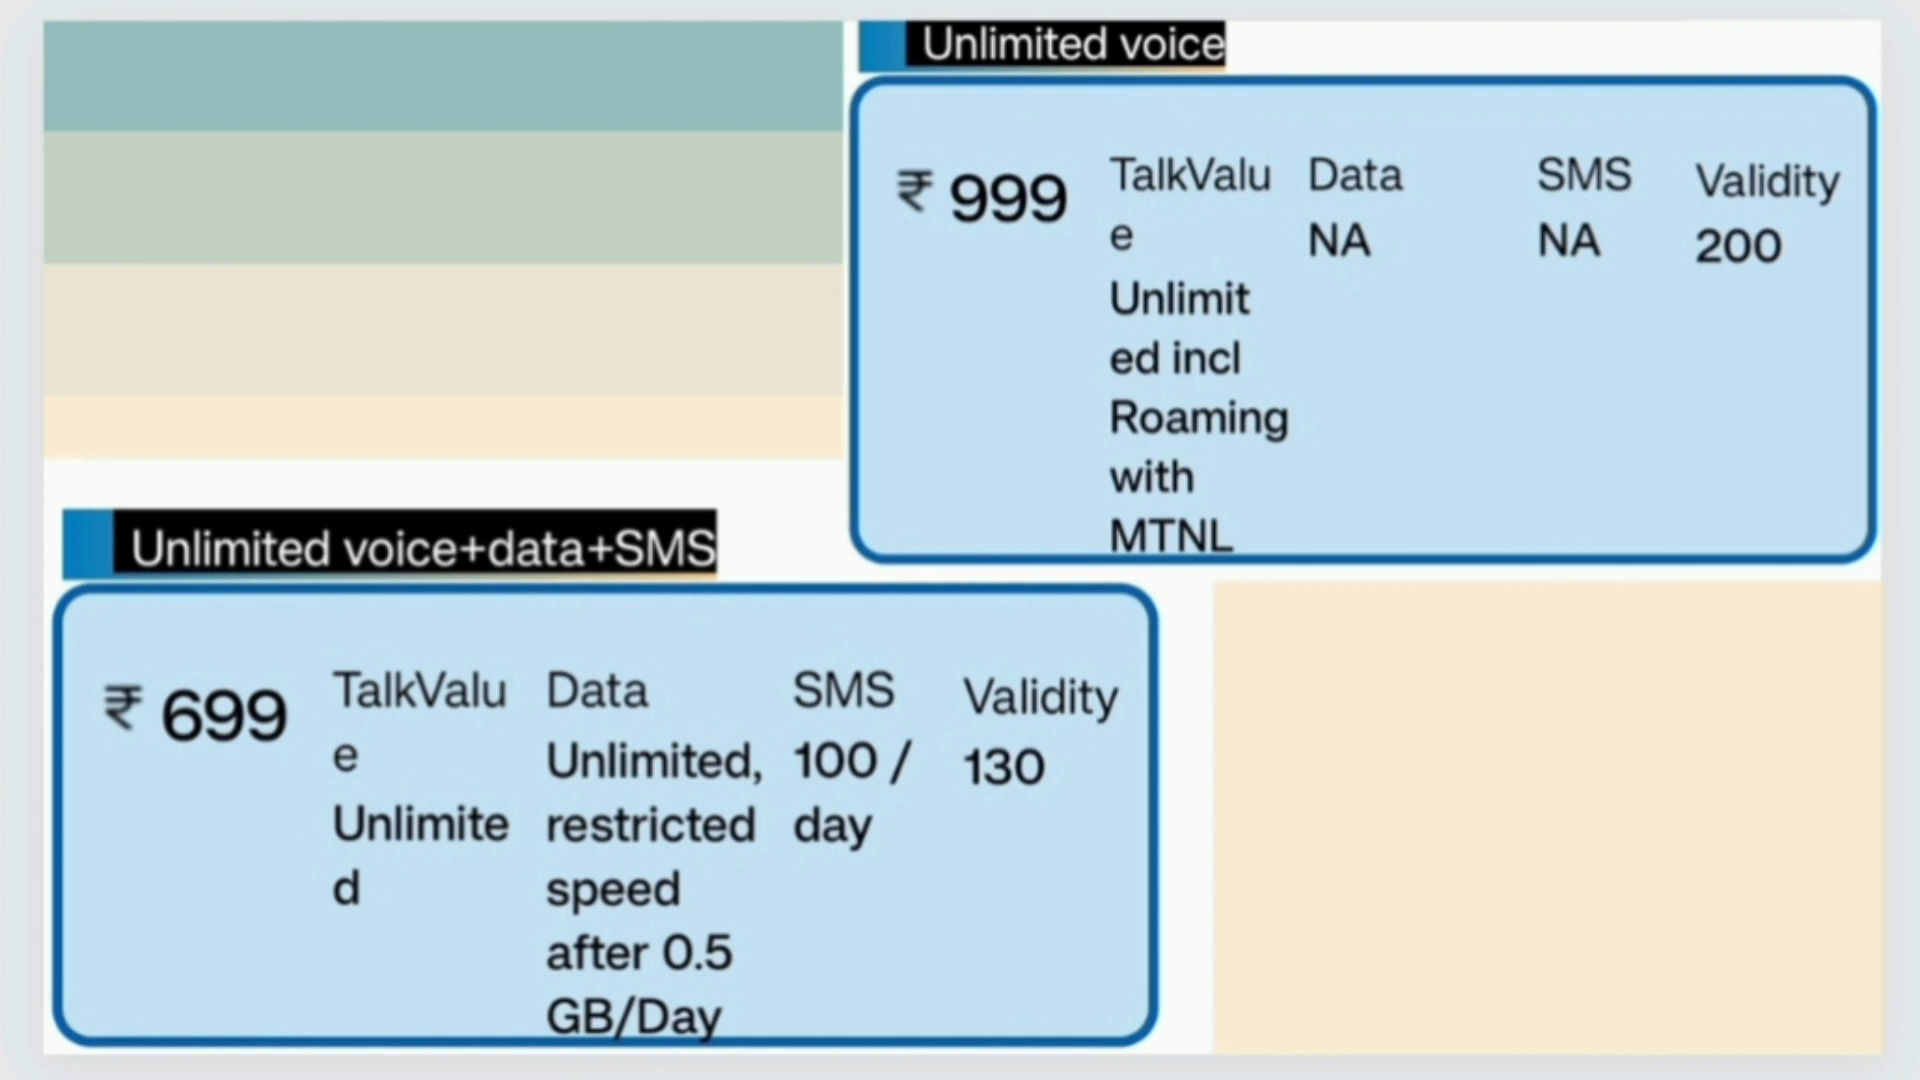 Unlimited voice
₹ 999
TalkValu
e
Unlimit
ed incl
Roaming
with
MTNL
Data
NA
SMS
NA
Validity
200
Unlimited voice+data+SMS
₹ 699
TalkValu
e
Unlimite
d
Data
Unlimited,
restricted
speed
after 0.5
GB/Day
SMS
100 /
day
Validity
130